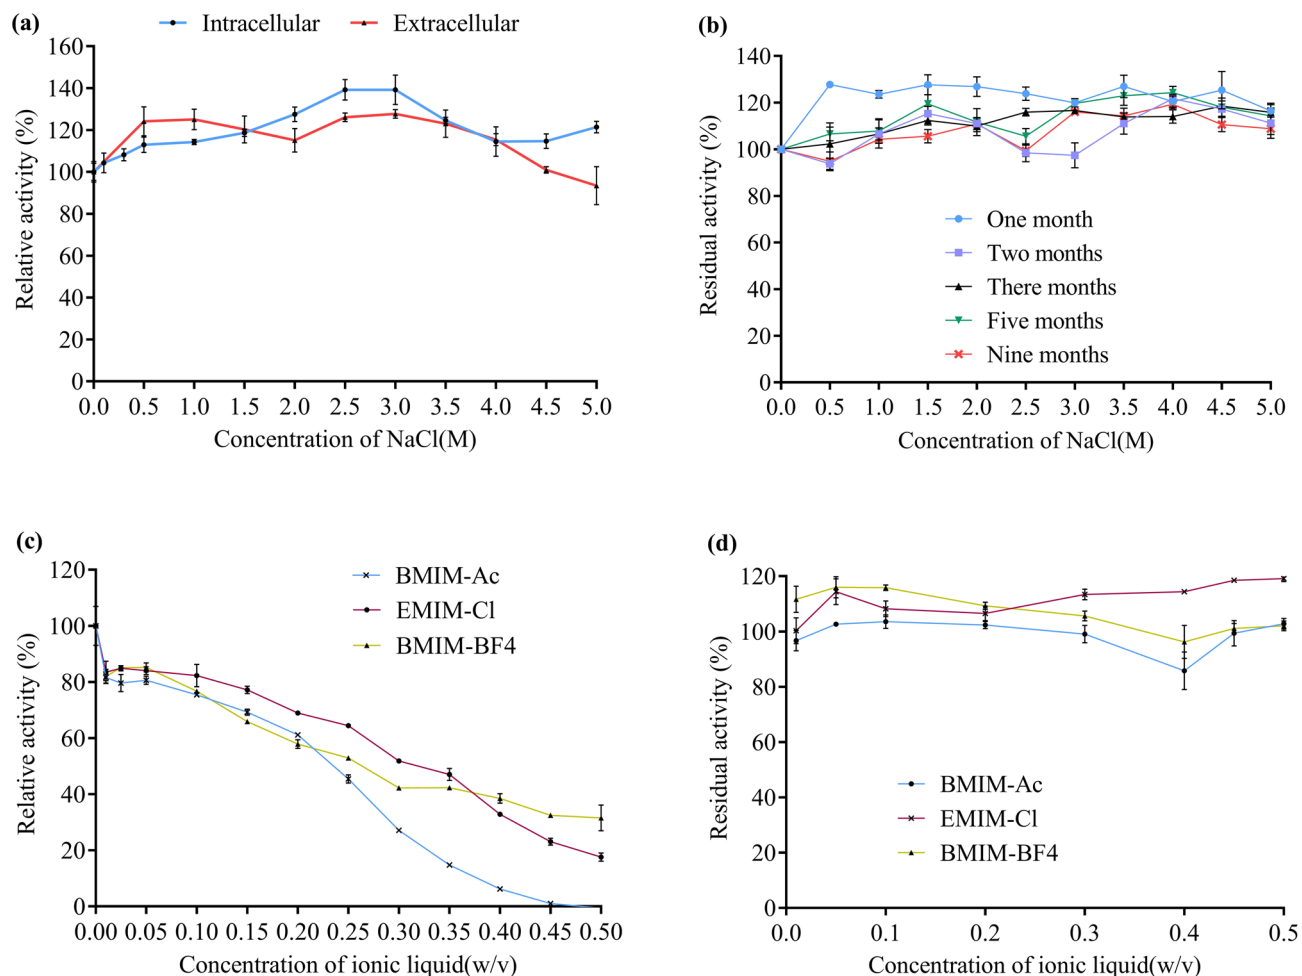 (a)
Intracellular
Extracellular
160
140
120
100
80
60
40
20
0
Relative activity (%)
0.0 0.5 1.0 1.5 2.0 2.5 3.0 3.5 4.0 4.5 5.0
Concentration of NaCl(M)
(b)
140
120
100
80
60
40
20
0
Residual activity (%)
One month
Two months
There months
Five months
Nine months
0.0 0.5 1.0 1.5 2.0 2.5 3.0 3.5 4.0 4.5 5.0
Concentration of NaCl(M)
(c)
BMIM-Ac
EMIM-Cl
BMIM-BF4
120
100
80
60
40
20
0
Relative activity (%)
0.00 0.05 0.10 0.15 0.20 0.25 0.30 0.35 0.40 0.45 0.50
Concentration of ionic liquid(w/v)
(d)
120
100
80
60
40
20
0
Residual activity (%)
BMIM-Ac
EMIM-Cl
BMIM-BF4
0.0 0.1 0.2 0.3 0.4 0.5
Concentration of ionic liquid(w/v)